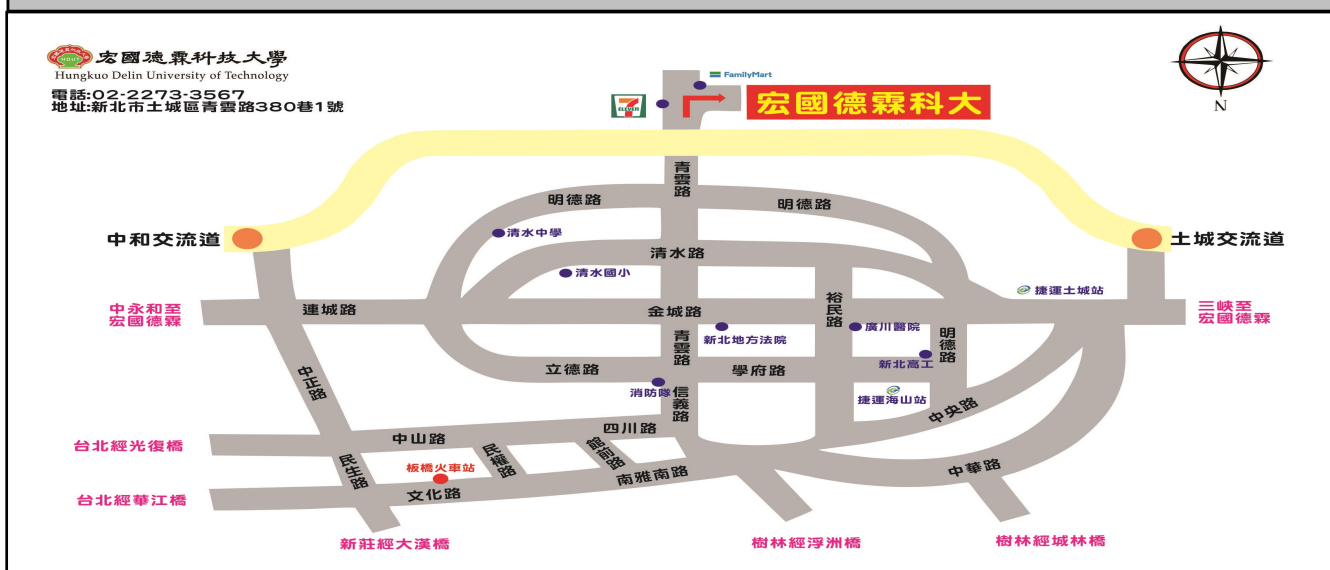 宏國德霖科技大學
Hungkuo Delin University of Technology
電話:02-2273-3567
地址:新北市土城區青雲路380巷1號
FamilyMart
7
ELEVEN
宏國德霖科大
N
青雲路
明德路
明德路
清水中學
中和交流道
土城交流道
清水路
清水國小
捷運土城站
中永和至
宏國德霖
連城路
金城路
裕民路
三峽至
宏國德霖
新北地方法院
廣川醫院
明德路
青雲路
新北高工
中正路
立德路
學府路
消防隊
信義路
捷運海山站
中央路
台北經光復橋
中山路
四川路
民權路
館前路
民生路
板橋火車站
南雅南路
中華路
台北經華江橋
文化路
新莊經大漢橋
樹林經浮洲橋
樹林經城林橋